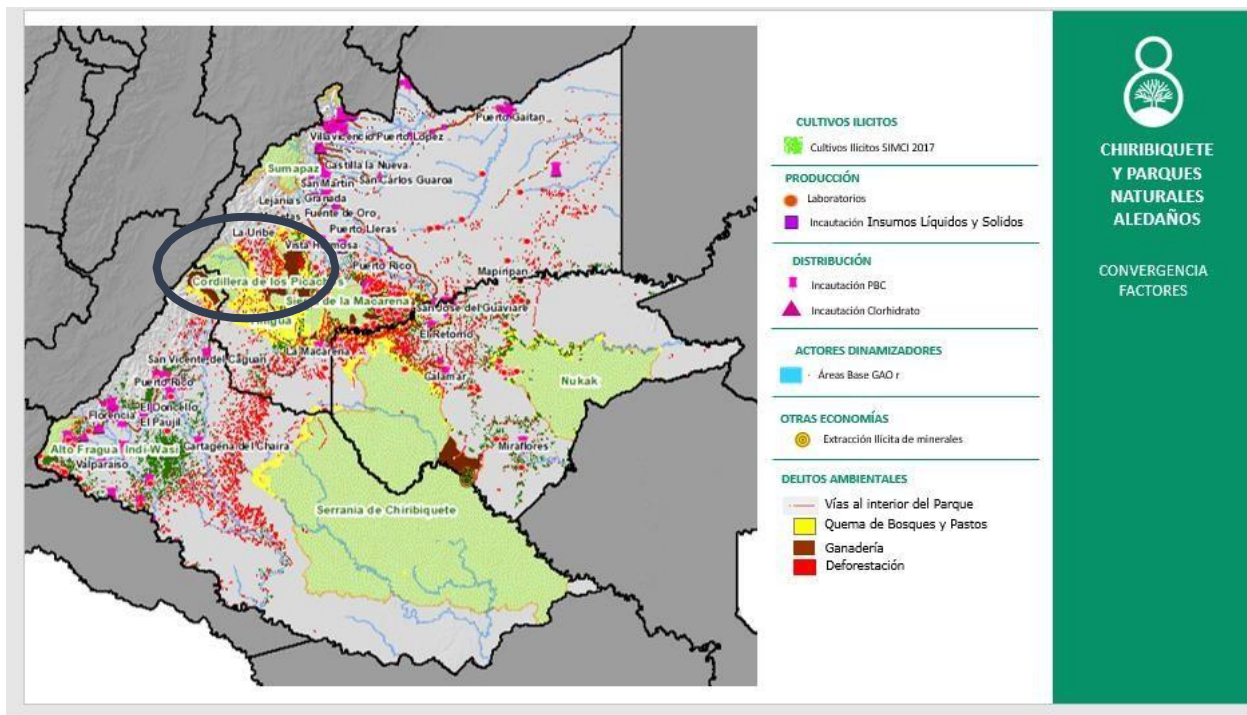 Puerto Gaitan
Villavicencio Puerto López
Castilla la Nueva
Sumapaz
San Martin San Carlos Guaroa
Lejanias Granada
Fuente de Oro
Puerto Lleras
La Uribe
Vista Hermosa
Puerto Rico
Mapiripan
Cordillera de los Picachos
Sierra de la Macarena
San José del Guaviare
El Retorno
La Macarena
San Vicente del Caguan
Calamar
Nukak
Puerto Rico
El Doncello
Florencia
El Paujil
Alto Fragua Indi-Wasi
Cartagena del Chaira
Miraflores
Valparaiso
Serrania de Chiribiquete
CULTIVOS ILICITOS
Cultivos Ilicitos SIMCI 2017
PRODUCCIÓN
Laboratorios
Incautación Insumos Líquidos y Solidos
DISTRIBUCIÓN
Incautación PBC
Incautación Clorhidrato
ACTORES DINAMIZADORES
Áreas Base GAO r
OTRAS ECONOMÍAS
Extracción Ilícita de minerales
DELITOS AMBIENTALES
Vías al interior del Parque
Quema de Bosques y Pastos
Ganadería
Deforestación
CHIRIBIQUETE
Y PARQUES
NATURALES
ALEDAÑOS
CONVERGENCIA
FACTORES